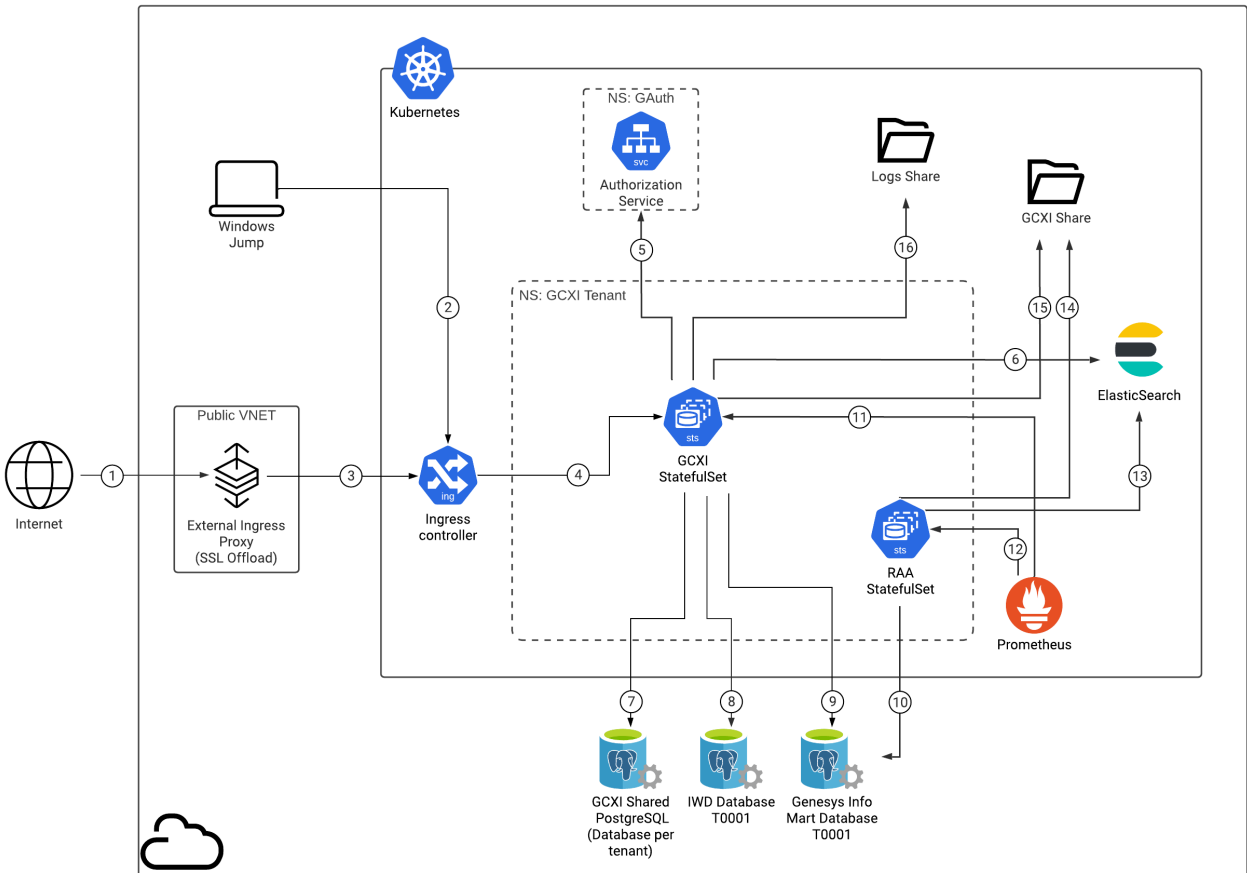 Kubernetes
NS: GAuth
svc
Authorization
Service
Logs Share
GCXI Share
Windows
Jump
5
16
NS: GCXI Tenant
2
15
14
6
ElasticSearch
Public VNET
sts
11
GCXI
StatefulSet
1
3
4
13
ing
Internet
External Ingress
Proxy
(SSL Offload)
Ingress
controller
sts
12
RAA
StatefulSet
Prometheus
7
8
9
10
GCXI Shared
PostgreSQL
(Database per
tenant)
IWD Database
T0001
Genesys Info
Mart Database
T0001